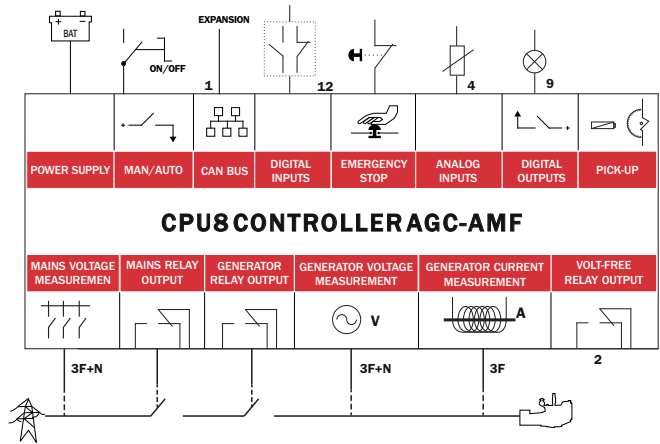 EXPANSION
+ -
BAT
ON/OFF
1
12
4
9
+
+
POWER SUPPLY
MAN/AUTO
CAN BUS
DIGITAL
INPUTS
EMERGENCY
STOP
ANALOG
INPUTS
DIGITAL
OUTPUTS
PICK-UP
CPU8 CONTROLLER AGC-AMF
MAINS VOLTAGE
MEASUREMEN
MAINS RELAY
OUTPUT
GENERATOR
RELAY OUTPUT
GENERATOR VOLTAGE
MEASUREMENT
GENERATOR CURRENT
MEASUREMENT
VOLT-FREE
RELAY OUTPUT
V
A
3F+N
3F+N
3F
2